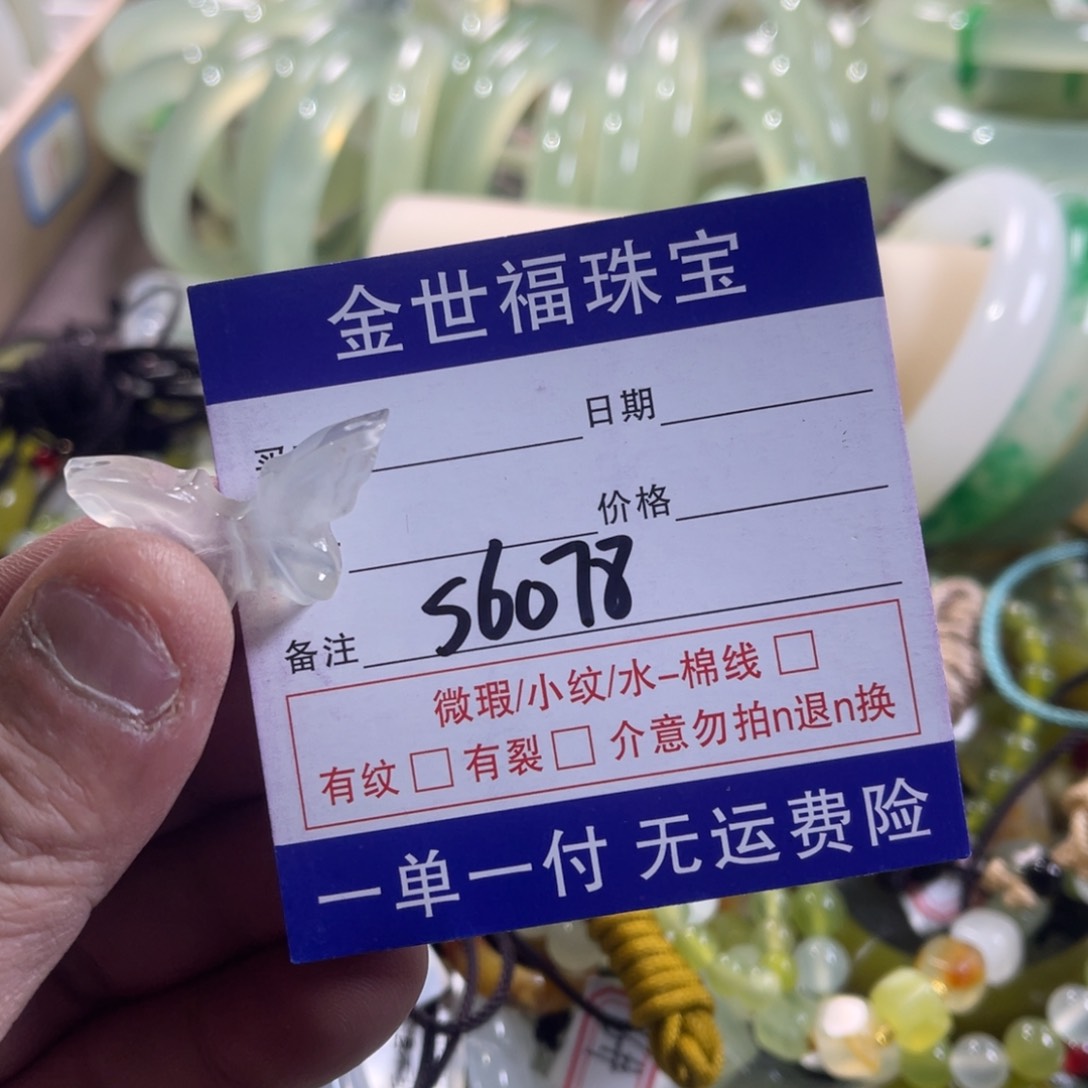 金世福珠宝
日期
价格
备注 S6078
微瑕/小纹/水-棉线 □
有纹 □ 有裂 □ 介意勿拍n退n换
一单一付 无运费险